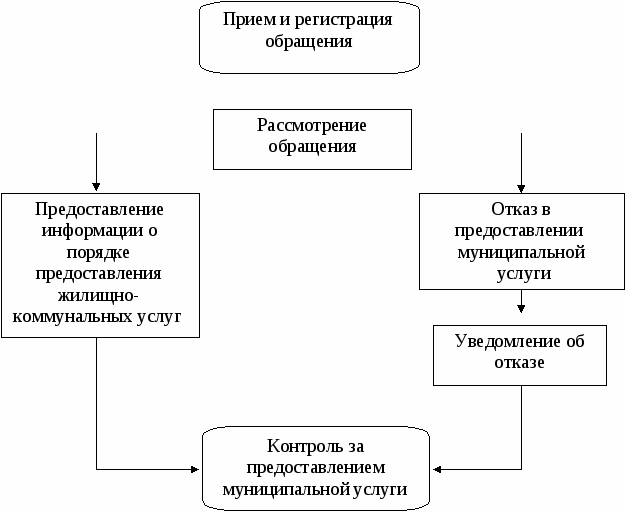 Прием и регистрация
обращения
Рассмотрение
обращения
Предоставление
информации о
порядке
предоставления
жилищно-
коммунальных услуг
Отказ в
предоставлении
муниципальной
услуги
Уведомление об
отказе
Контроль за
предоставлением
муниципальной услуги